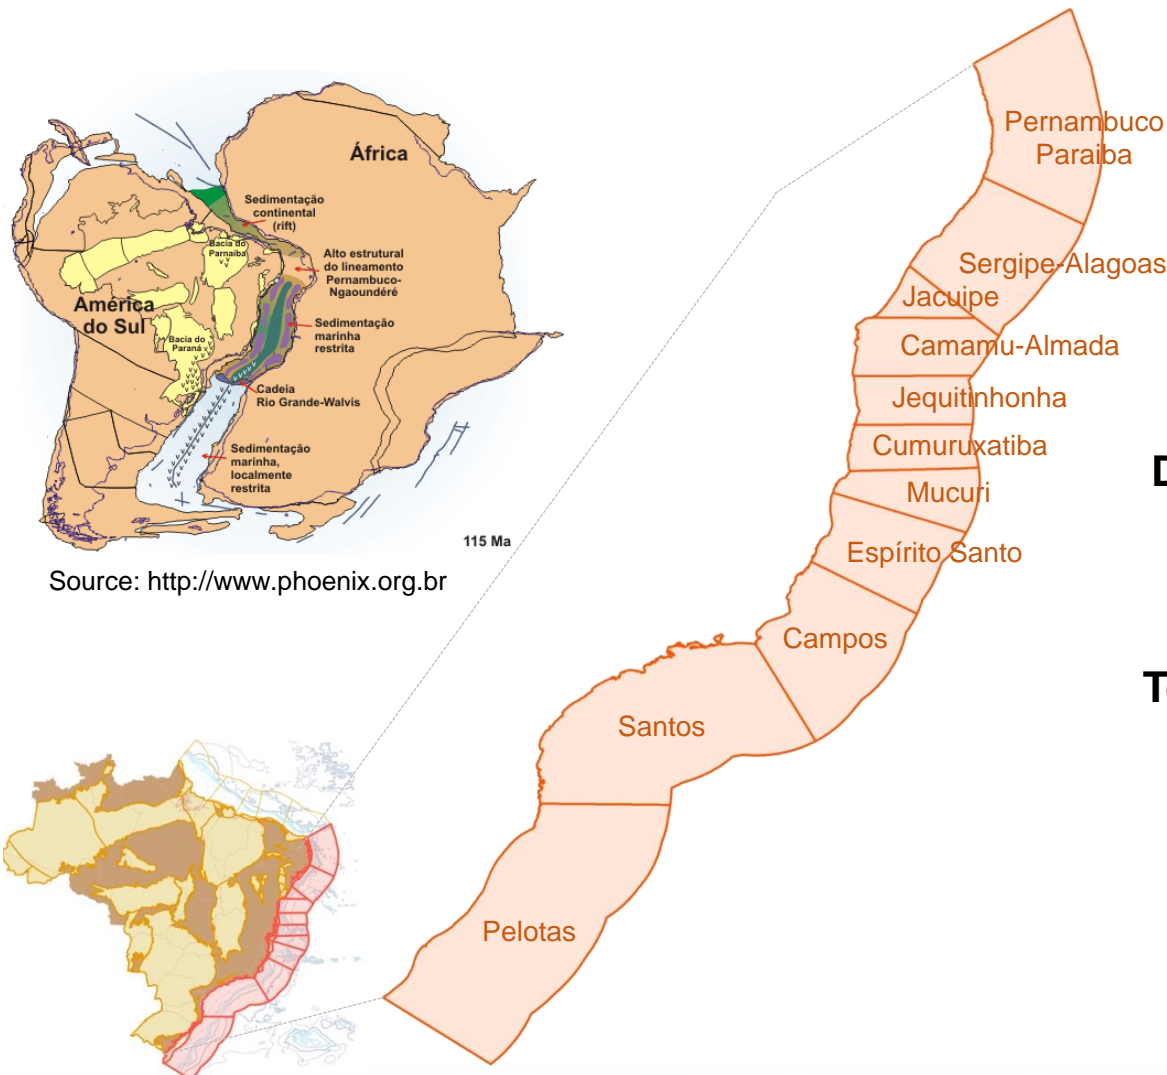 África
Sedimentação
continental
(rift)
Bacia do
Parnaíba
Alto estrutural
do lineamento
Pernambuco-
Ngaoundéré
América
do Sul
Sedimentação
marinha
restrita
Bacia do
Paraná
Cadeia
Rio Grande-Walvis
Sedimentação
marinha,
localmente
restrita
115 Ma
Source: http://www.phoenix.org.br
Pernambuco
Paraiba
Sergipe-Alagoas
Jacuipe
Camamu-Almada
Jequitinhonha
Cumuruxatiba
Mucuri
Espírito Santo
Campos
Santos
Pelotas
D